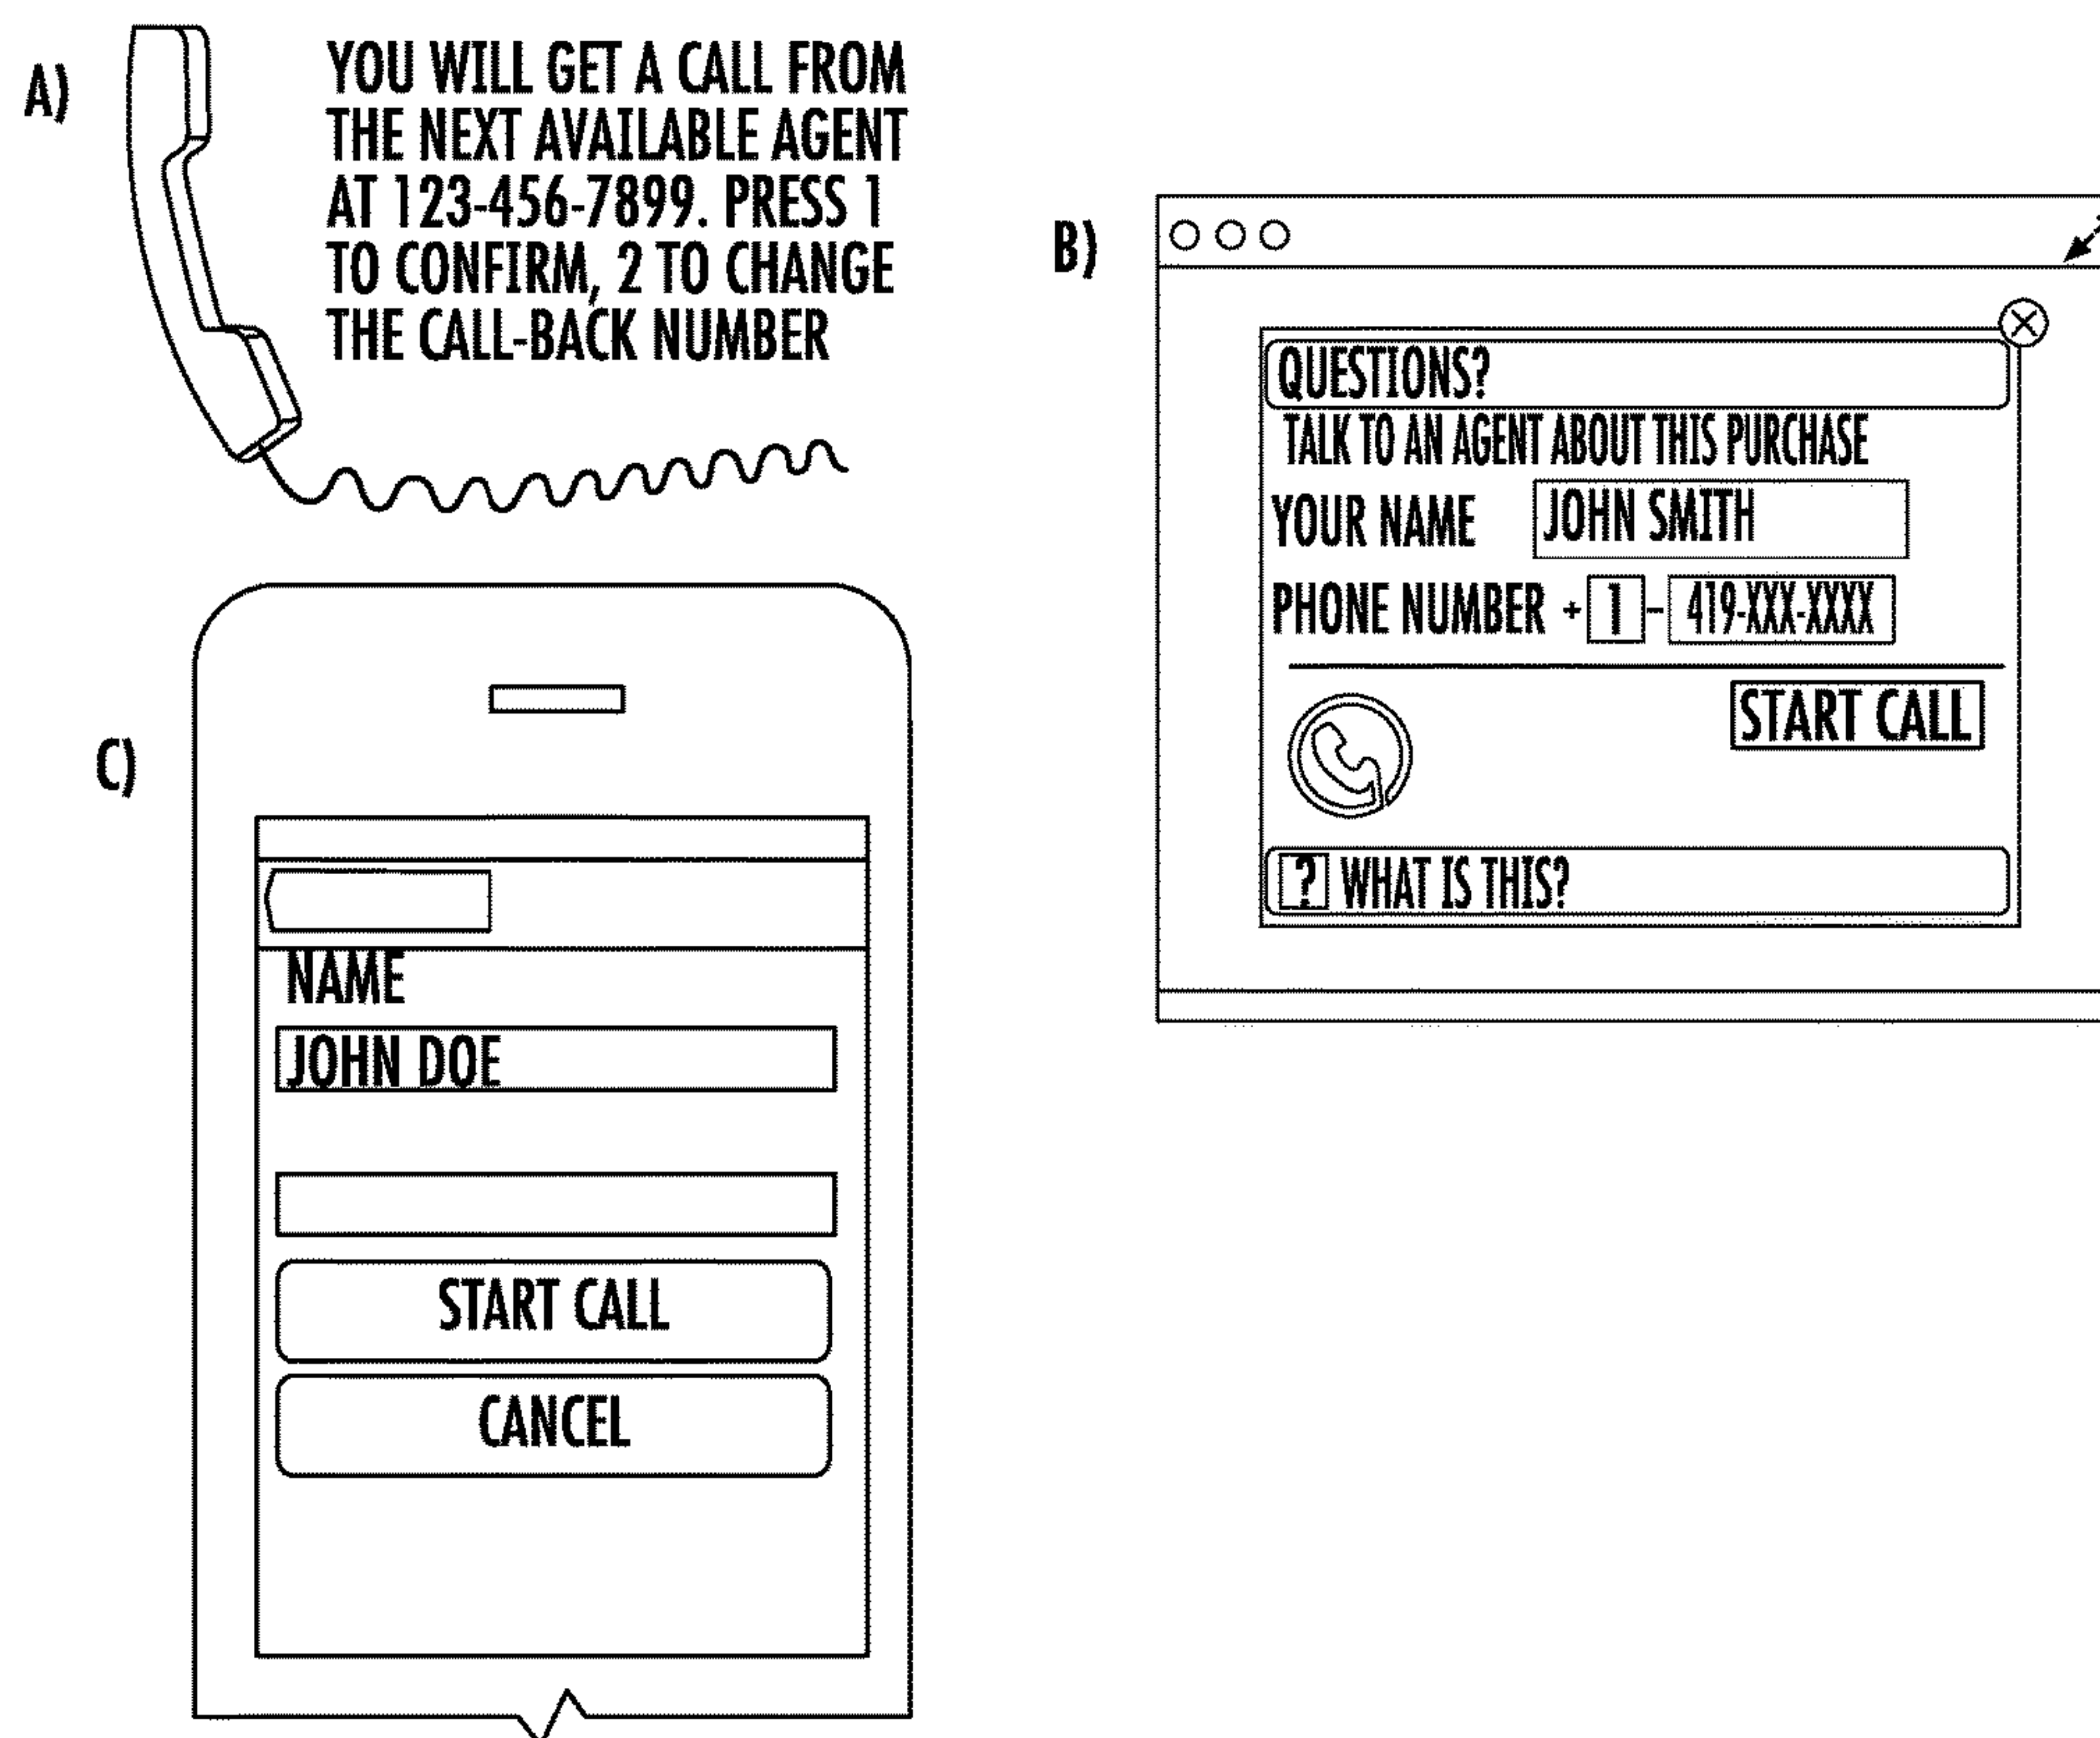 A)
YOU WILL GET A CALL FROM
THE NEXT AVAILABLE AGENT
AT 123-456-7899. PRESS 1
TO CONFIRM, 2 TO CHANGE
THE CALL-BACK NUMBER
B)
QUESTIONS?
TALK TO AN AGENT ABOUT THIS PURCHASE
YOUR NAME JOHN SMITH
PHONE NUMBER + 1 - 419-XXX-XXXX
START CALL
? WHAT IS THIS?
C)
NAME
JOHN DOE
START CALL
CANCEL